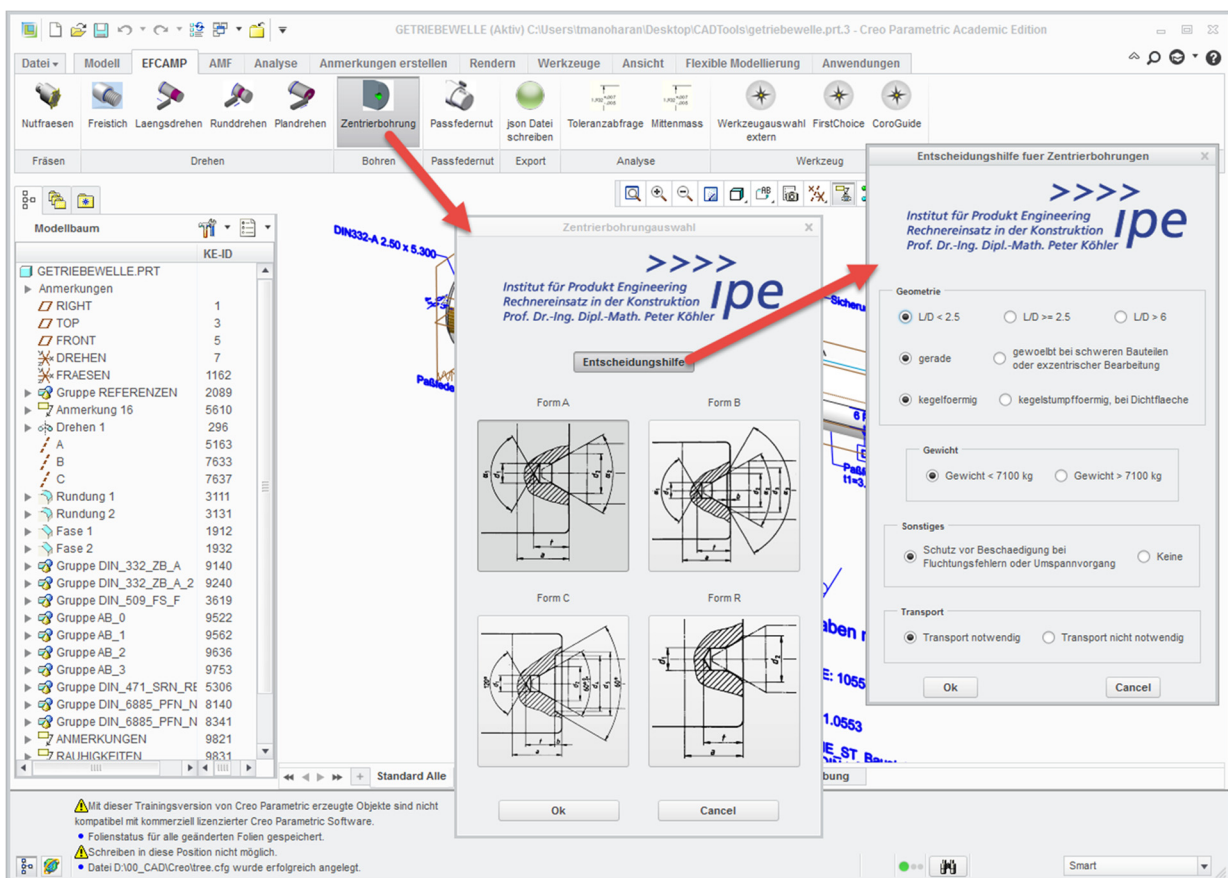 GETRIEBEWELLE (Aktiv) C:\Users\tmanoharan\Desktop\CADTools\getriebewelle.prt.3 - Creo Parametric Academic Edition
Datei Modell EFCAMP AMF Analyse Anmerkungen erstellen Rendern Werkzeuge Ansicht Flexible Modellierung Anwendungen
Nutfraesen Freistich Laengsdrehen Runddrehen Plandrehen Zentrierbohrung Passfedernut json Datei schreiben Toleranzabfrage Mittenmass Werkzeugauswahl extern FirstChoice CoroGuide
Fräsen Drehen Bohren Passfedernut Export Analyse Werkzeug
Modellbaum
KE-ID
GETRIEBEWELLE.PRT
Anmerkungen
RIGHT 1
TOP 3
FRONT 5
DREHEN 7
FRAESEN 1162
Gruppe REFERENZEN 2089
Anmerkung 16 5610
Drehen 1 296
A 5163
B 7633
C 7637
Rundung 1 3111
Rundung 2 3131
Fase 1 1912
Fase 2 1932
Gruppe DIN_332_ZB_A 9140
Gruppe DIN_332_ZB_A_2 9240
Gruppe DIN_509_FS_F 3619
Gruppe AB_0 9522
Gruppe AB_1 9562
Gruppe AB_2 9636
Gruppe AB_3 9753
Gruppe DIN_471_SRN_RE 5306
Gruppe DIN_6885_PFN_N 8140
Gruppe DIN_6885_PFN_N 8341
ANMERKUNGEN 9821
RAUHIGKEITEN 9831
DIN332-A 2.50 x 5.300
Paßfede
Zentrierbohrungauswahl
>>>>
Institut für Produkt Engineering
Rechnereinsatz in der Konstruktion
Prof. Dr.-Ing. Dipl.-Math. Peter Köhler
ipe
Entscheidungshilfe
Form A Form B
Form C Form R
Ok Cancel
Sicheru
Paßf
t1=3.
aben
E: 1055
1.0553
IE_ST_Baus
Entscheidungshilfe fuer Zentrierbohrungen
>>>>
Institut für Produkt Engineering
Rechnereinsatz in der Konstruktion
Prof. Dr.-Ing. Dipl.-Math. Peter Köhler
ipe
Geometrie
L/D < 2.5 L/D >= 2.5 L/D > 6
gerade gewoelbt bei schweren Bauteilen
oder exzentrischer Bearbeitung
kegelfoermig kegelstumpffoermig, bei Dichtflaeche
Gewicht
Gewicht < 7100 kg Gewicht > 7100 kg
Sonstiges
Schutz vor Beschaedigung bei
Fluchtungsfehlern oder Umspannvorgang Keine
Transport
Transport notwendig Transport nicht notwendig
Ok Cancel
Standard Alle
bung
Mit dieser Trainingsversion von Creo Parametric erzeugte Objekte sind nicht
kompatibel mit kommerziell lizenzierter Creo Parametric Software.
Folienstatus für alle geänderten Folien gespeichert.
Schreiben in diese Position nicht möglich.
Datei D:\00_CAD\Creo\tree.cfg wurde erfolgreich angelegt.
Smart